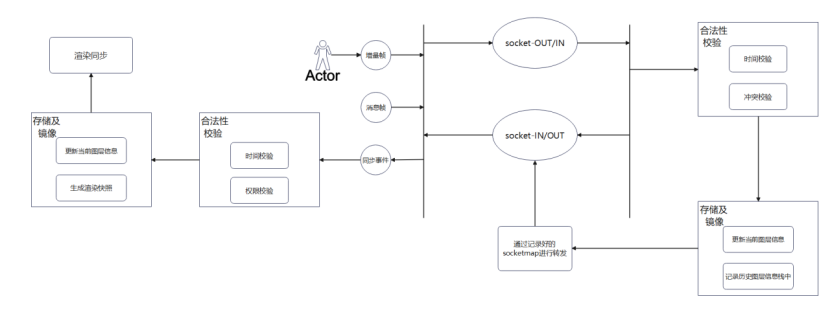 渲染同步
存储及
镜像
更新当前图层信息
生成渲染快照
合法性
校验
时间校验
权限校验
Actor
增量帧
消息帧
同步事件
socket-OUT/IN
socket-IN/OUT
通过记录好的
socketmap进行转发
合法性
校验
时间校验
冲突校验
存储及
镜像
更新当前图层信息
记录历史图层信息栈中